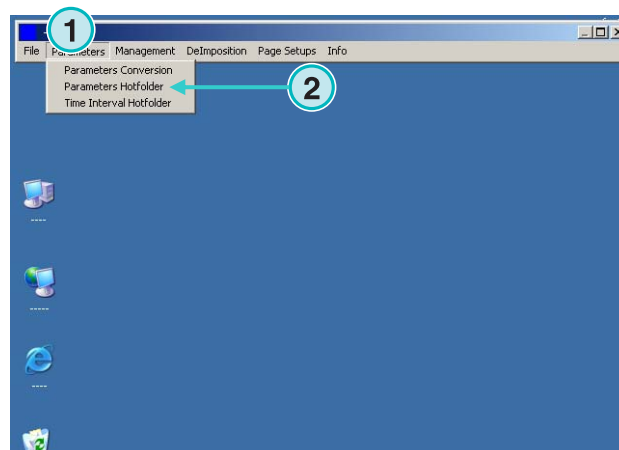 1
File Parameters Management DeImposition Page Setups Info
Parameters Conversion
Parameters Hotfolder
2
Time Interval Hotfolder
----
-----
----